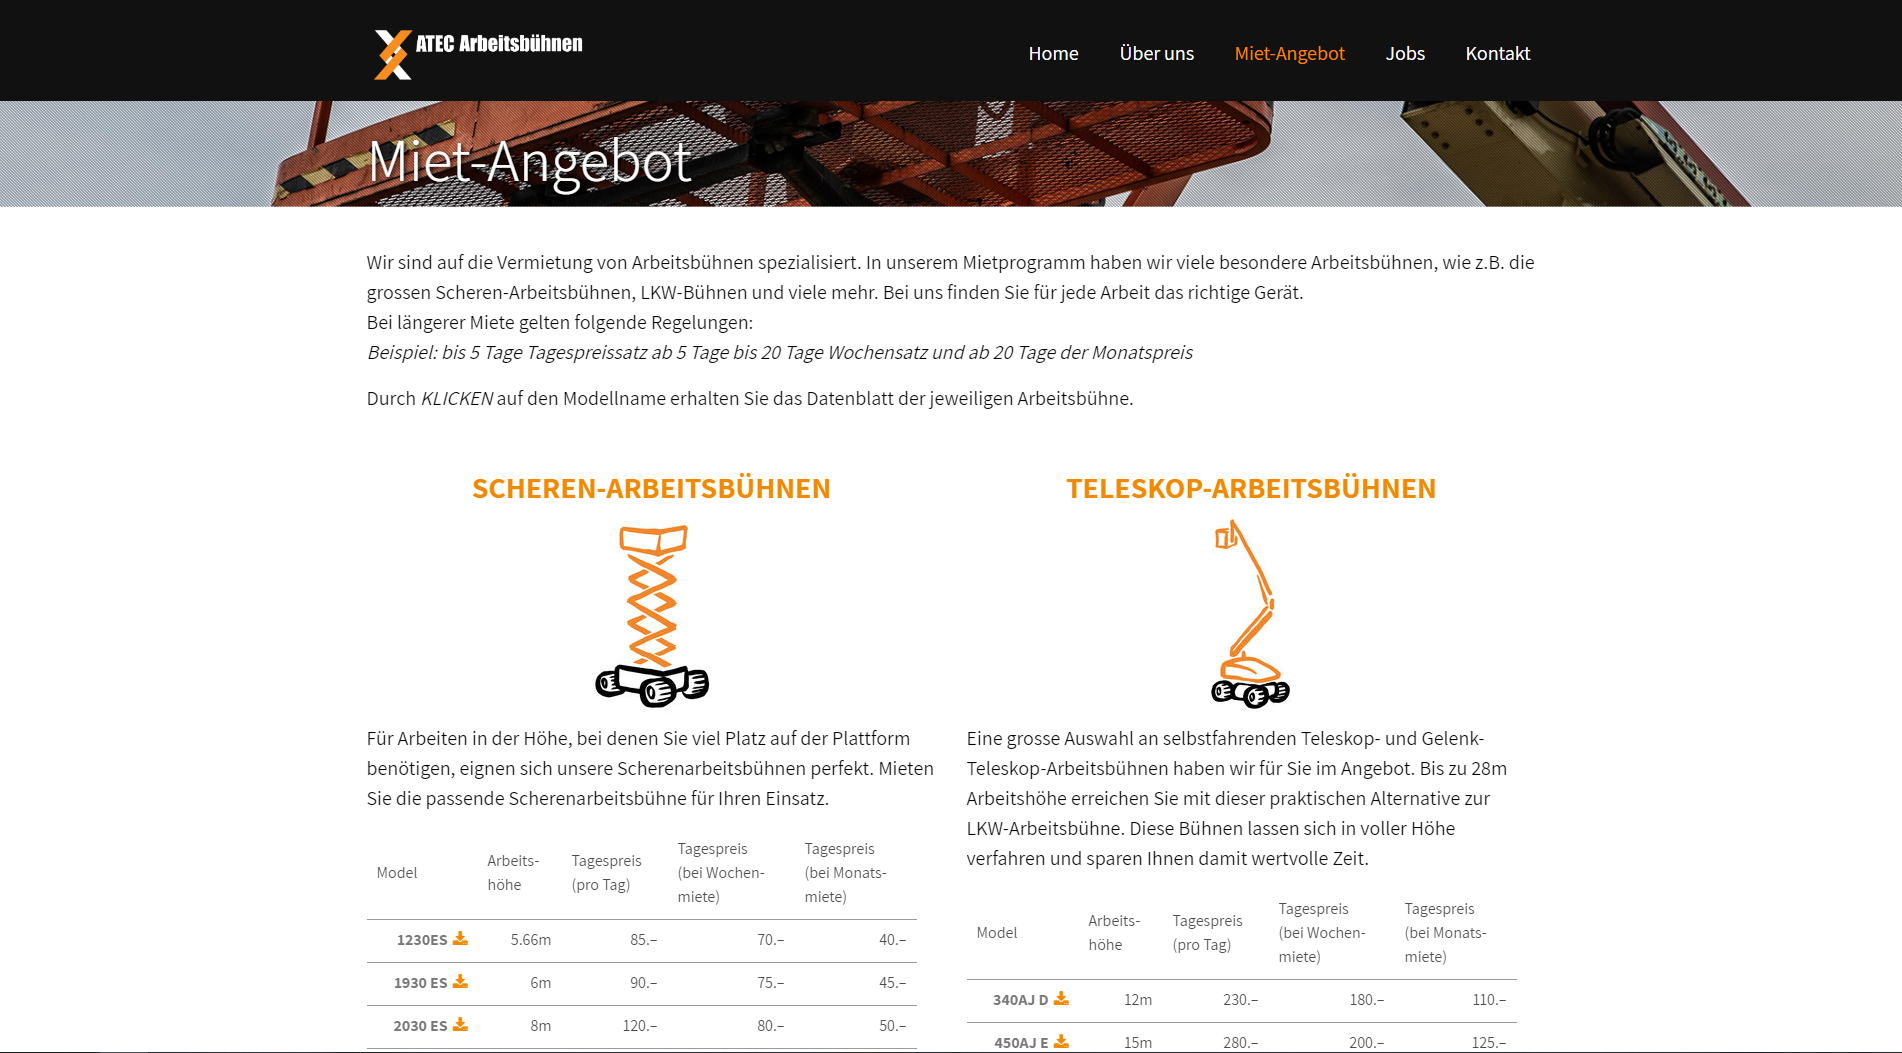 ATEC Arbeitsbühnen
Home Über uns Miet-Angebot Jobs Kontakt
Miet-Angebot
Wir sind auf die Vermietung von Arbeitsbühnen spezialisiert. In unserem Mietprogramm haben wir viele besondere Arbeitsbühnen, wie z.B. die
grossen Scheren-Arbeitsbühnen, LKW-Bühnen und viele mehr. Bei uns finden Sie für jede Arbeit das richtige Gerät.
Bei längerer Miete gelten folgende Regelungen:
Beispiel: bis 5 Tage Tagespreissatz ab 5 Tage bis 20 Tage Wochensatz und ab 20 Tage der Monatspreis
Durch KLICKEN auf den Modellname erhalten Sie das Datenblatt der jeweiligen Arbeitsbühne.
SCHEREN-ARBEITSBÜHNEN
Für Arbeiten in der Höhe, bei denen Sie viel Platz auf der Plattform
benötigen, eignen sich unsere Scherenarbeitsbühnen perfekt. Mieten
Sie die passende Scherenarbeitsbühne für Ihren Einsatz.
Model
Arbeits-
höhe
Tagespreis
(pro Tag)
Tagespreis
(bei Wochen-
miete)
Tagespreis
(bei Monats-
miete)
1230ES 5.66m 85.– 70.– 40.–
1930 ES 6m 90.– 75.– 45.–
2030 ES 8m 120.– 80.– 50.–
TELESKOP-ARBEITSBÜHNEN
Eine grosse Auswahl an selbstfahrenden Teleskop- und Gelenk-
Teleskop-Arbeitsbühnen haben wir für Sie im Angebot. Bis zu 28m
Arbeitshöhe erreichen Sie mit dieser praktischen Alternative zur
LKW-Arbeitsbühne. Diese Bühnen lassen sich in voller Höhe
verfahren und sparen Ihnen damit wertvolle Zeit.
Model
Arbeits-
höhe
Tagespreis
(pro Tag)
Tagespreis
(bei Wochen-
miete)
Tagespreis
(bei Monats-
miete)
340AJ D 12m 230.– 180.– 110.–
450AJ E 15m 280.– 200.– 125.–